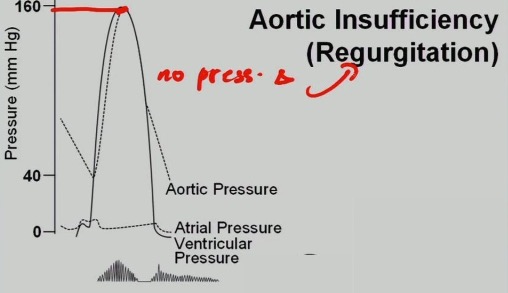 160
Aortic Insufficiency
(Regurgitation)
no press.
Pressure (mm Hg)
40
Aortic Pressure
0
Atrial Pressure
Ventricular
Pressure